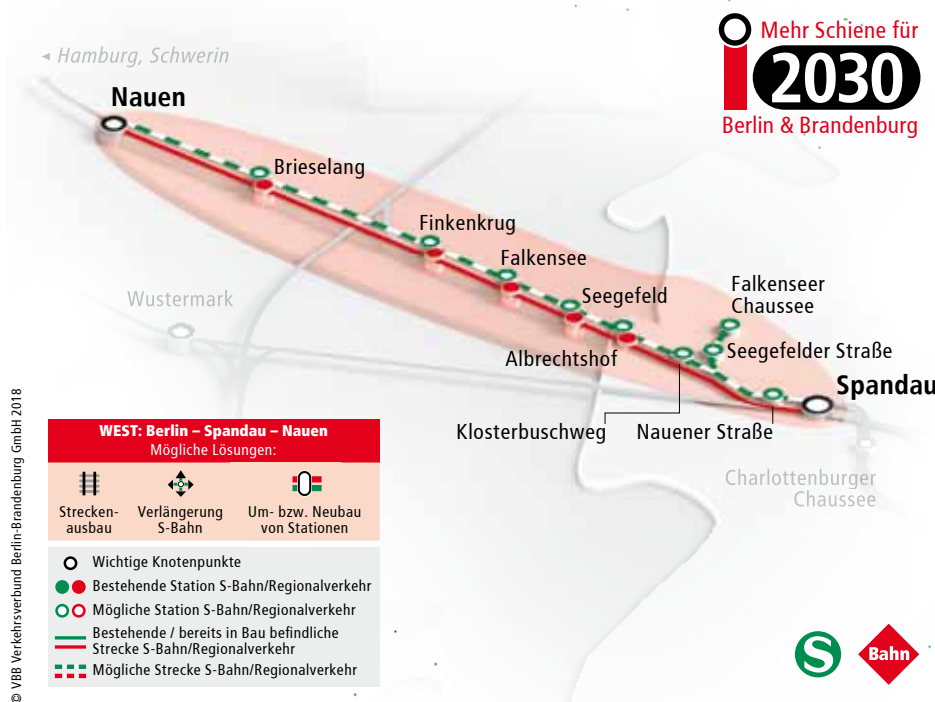 ◂ Hamburg, Schwerin
Mehr Schiene für
i2030
Berlin & Brandenburg
Nauen
Brieselang
Finkenkrug
Falkensee
Seegefeld
Falkenseer
Chaussee
Wustermark
Albrechtshof
Seegefelder Straße
Spandau
Klosterbuschweg
Nauener Straße
Charlottenburger
Chaussee
WEST: Berlin – Spandau – Nauen
Mögliche Lösungen:
Strecken-
ausbau
Verlängerung
S-Bahn
Um- bzw. Neubau
von Stationen
Wichtige Knotenpunkte
Bestehende Station S-Bahn/Regionalverkehr
Mögliche Station S-Bahn/Regionalverkehr
Bestehende / bereits in Bau befindliche
Strecke S-Bahn/Regionalverkehr
Mögliche Strecke S-Bahn/Regionalverkehr
S
Bahn
© VBB Verkehrsverbund Berlin-Brandenburg GmbH 2018